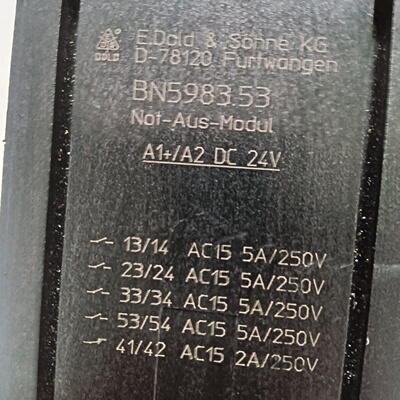 E.Dold & Söhne KG
DOLD D-78120 Furtwangen
BN5983.53
Not-Aus-Modul
A1+/A2 DC 24V
13/14 AC15 5A/250V
23/24 AC15 5A/250V
33/34 AC15 5A/250V
53/54 AC15 5A/250V
41/42 AC15 2A/250V